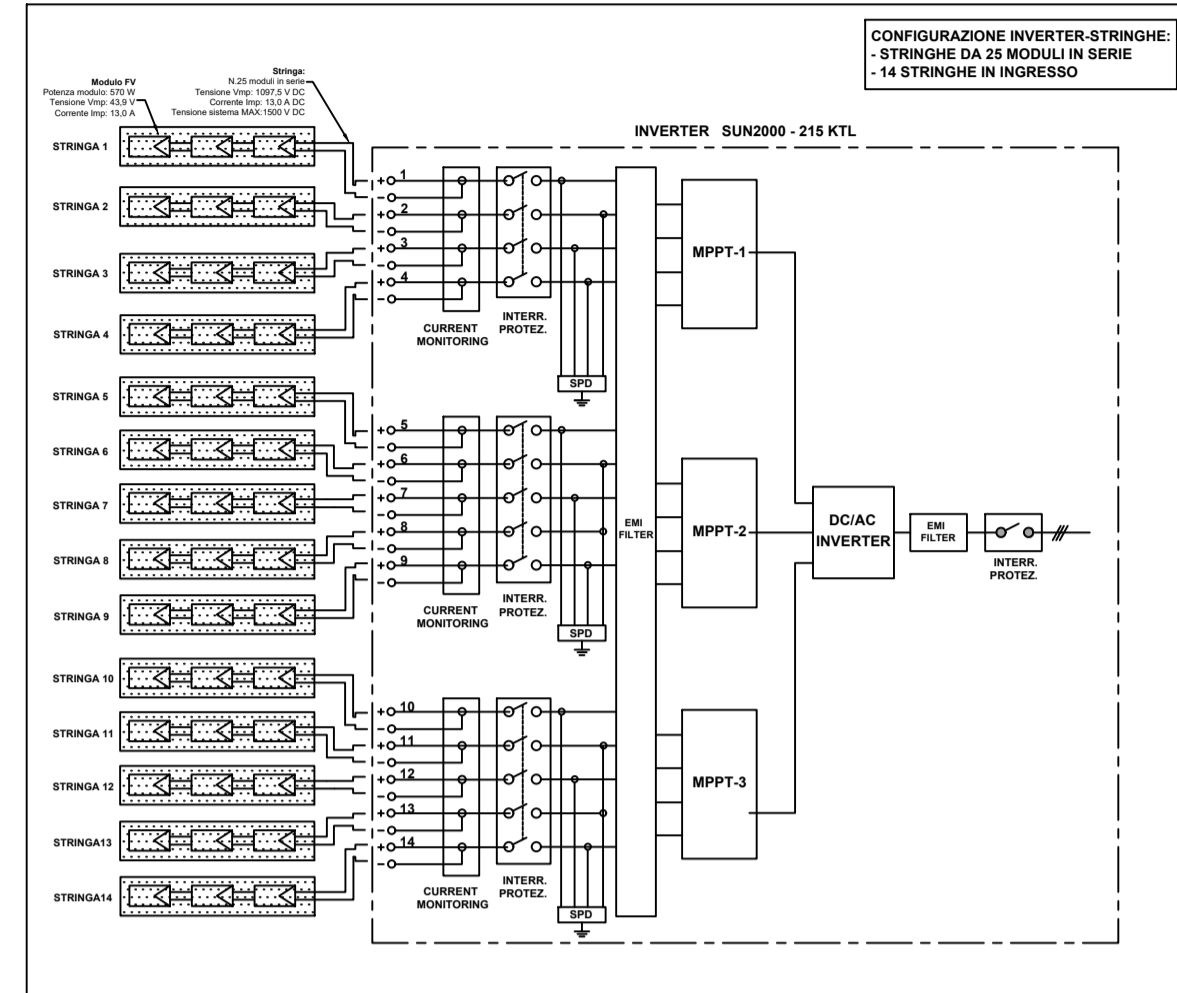 CONFIGURAZIONE INVERTER-STRINGHE:
- STRINGHE DA 25 MODULI IN SERIE
- 14 STRINGHE IN INGRESSO
Modulo FV
Potenza modulo: 570 W
Tensione Vmp: 43,9 V
Corrente Imp: 13,0 A
Stringa:
N.25 moduli in serie
Tensione Vmp: 1097,5 V DC
Corrente Imp: 13,0 A DC
Tensione sistema MAX:1500 V DC
INVERTER SUN2000 - 215 KTL
STRINGA 1
STRINGA 2
STRINGA 3
STRINGA 4
+ 1
-
+ 2
-
+ 3
-
+ 4
-
CURRENT
MONITORING
INTERR.
PROTEZ.
SPD
MPPT-1
STRINGA 5
STRINGA 6
STRINGA 7
STRINGA 8
STRINGA 9
+ 5
-
+ 6
-
+ 7
-
+ 8
-
+ 9
-
CURRENT
MONITORING
INTERR.
PROTEZ.
SPD
EMI
FILTER
MPPT-2
DC/AC
INVERTER
EMI
FILTER
INTERR.
PROTEZ.
STRINGA 10
STRINGA 11
STRINGA 12
STRINGA13
STRINGA14
+ 10
-
+ 11
-
+ 12
-
+ 13
-
+ 14
-
CURRENT
MONITORING
INTERR.
PROTEZ.
SPD
MPPT-3